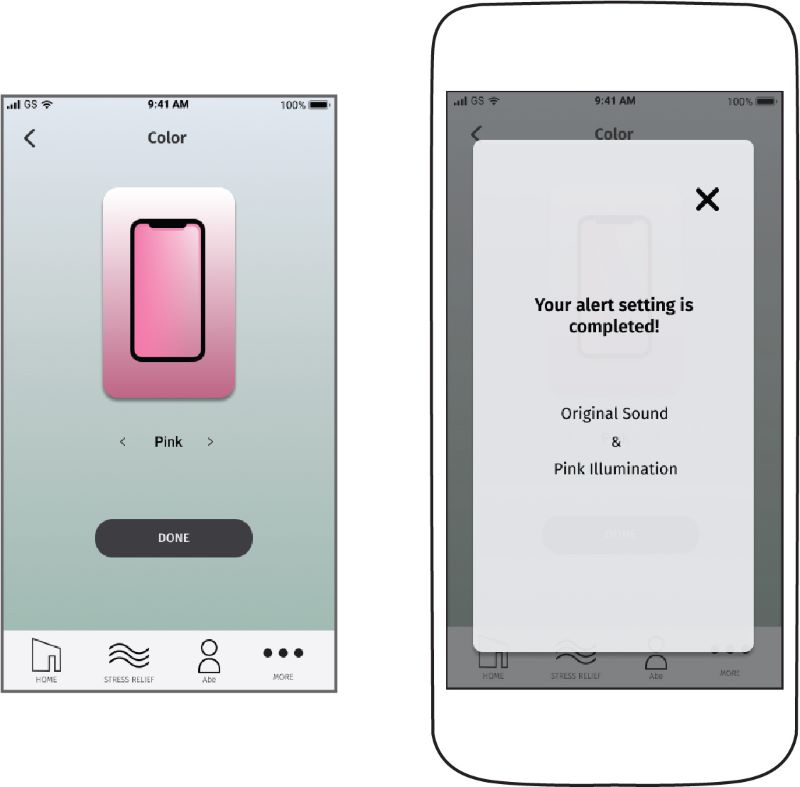 GS 9:41 AM 100%
Color
< Pink >
DONE
HOME STRESS RELIEF Abe MORE
GS 9:41 AM 100%
Color
Your alert setting is
completed!
Original Sound
&
Pink Illumination
DONE
HOME STRESS RELIEF Abe MORE